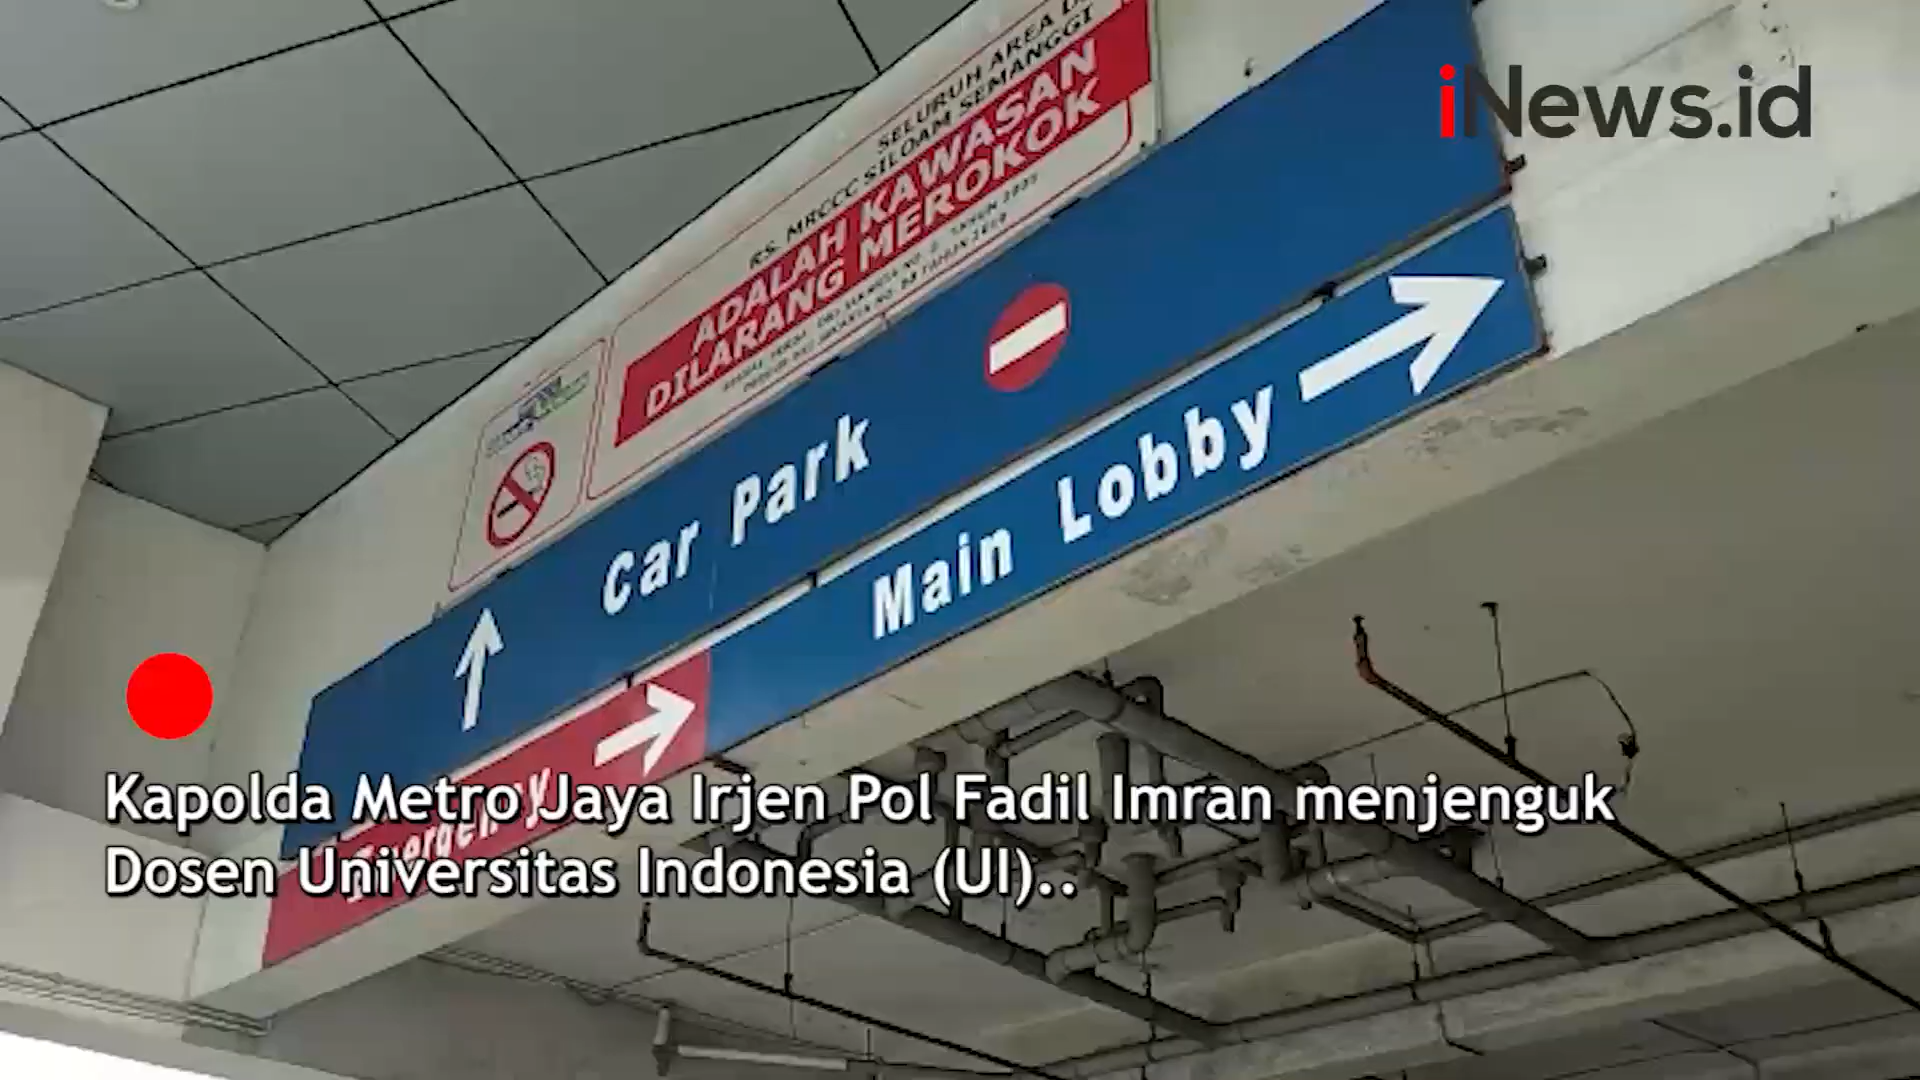 iNews.id
SELURUH AREA
RS. MRCCC SILOAM SEMANGGI
ADALAH KAWASAN
DILARANG MEROKOK
Car Park
Main Lobby
Emergency
Kapolda Metro Jaya Irjen Pol Fadil Imran menjenguk
Dosen Universitas Indonesia (UI)..